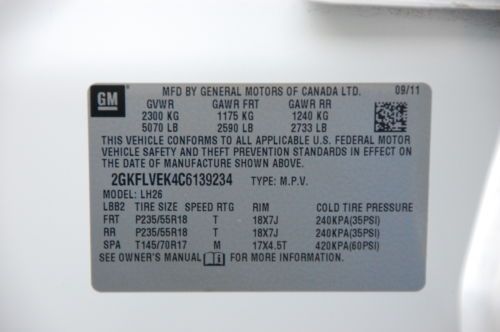 GM
MFD BY GENERAL MOTORS OF CANADA LTD. 09/11
GVWR GAWR FRT GAWR RR
2300 KG 1175 KG 1240 KG
5070 LB 2590 LB 2733 LB
THIS VEHICLE CONFORMS TO ALL APPLICABLE U.S. FEDERAL MOTOR
VEHICLE SAFETY AND THEFT PREVENTION STANDARDS IN EFFECT ON
THE DATE OF MANUFACTURE SHOWN ABOVE.
2GKFLVEK4C6139234 TYPE: M.P.V.
MODEL: LH26
LBB2 TIRE SIZE SPEED RTG RIM COLD TIRE PRESSURE
FRT P235/55R18 T 18X7J 240KPA(35PSI)
RR P235/55R18 T 18X7J 240KPA(35PSI)
SPA T145/70R17 M 17X4.5T 420KPA(60PSI)
SEE OWNER'S MANUAL FOR MORE INFORMATION.